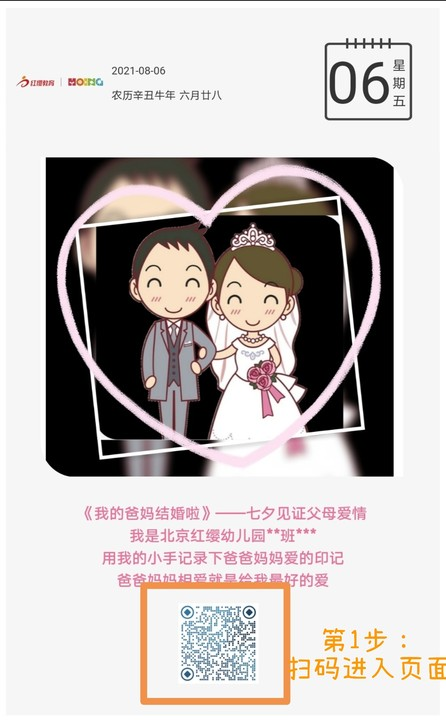 2021-08-06
农历辛丑牛年 六月廿八
06
星期五
红缨教育
《我的爸妈结婚啦》——七夕见证父母爱情
我是北京红缨幼儿园**班***
用我的小手记录下爸爸妈妈爱的印记
爸爸妈妈相爱就是给我最好的爱
第1步：
扫码进入页面